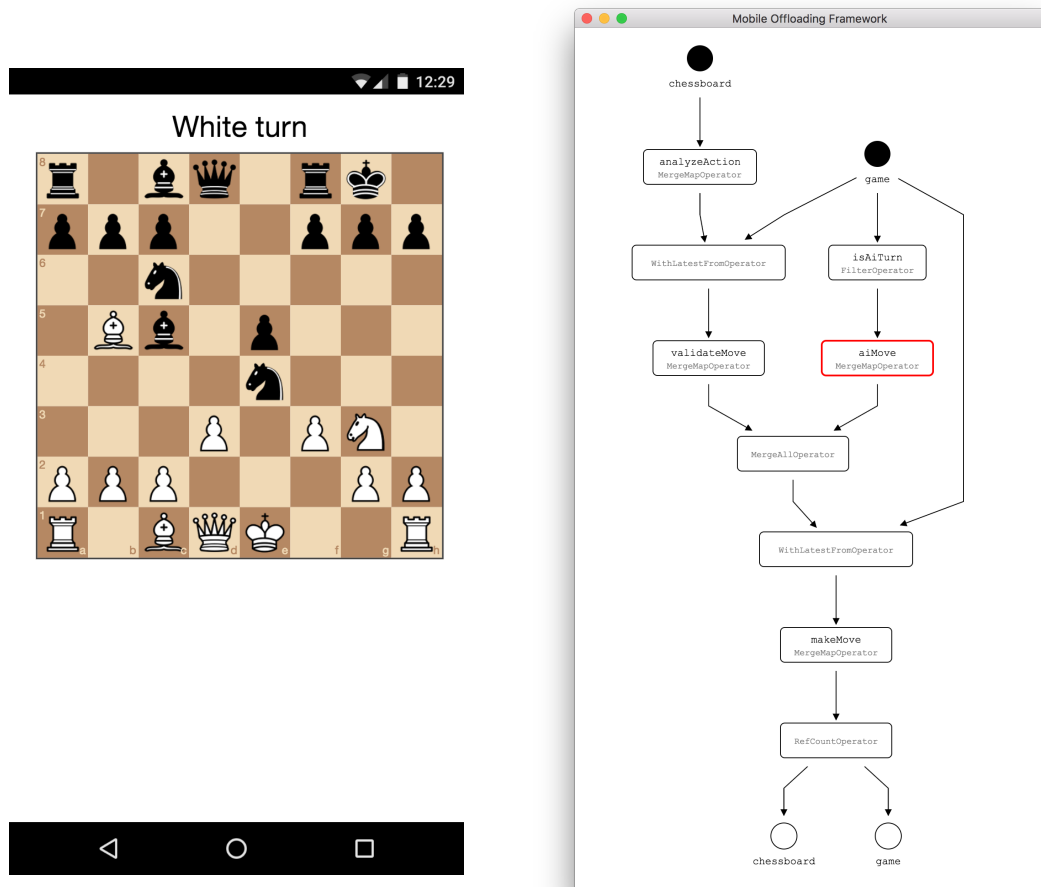 12:29
White turn
8
7
6
5
4
3
2
1
a b c d e f g h
Mobile Offloading Framework
chessboard
analyzeAction
MergeMapOperator
game
WithLatestFromOperator
isAiTurn
FilterOperator
validateMove
MergeMapOperator
aiMove
MergeMapOperator
MergeAllOperator
WithLatestFromOperator
makeMove
MergeMapOperator
RefCountOperator
chessboard
game